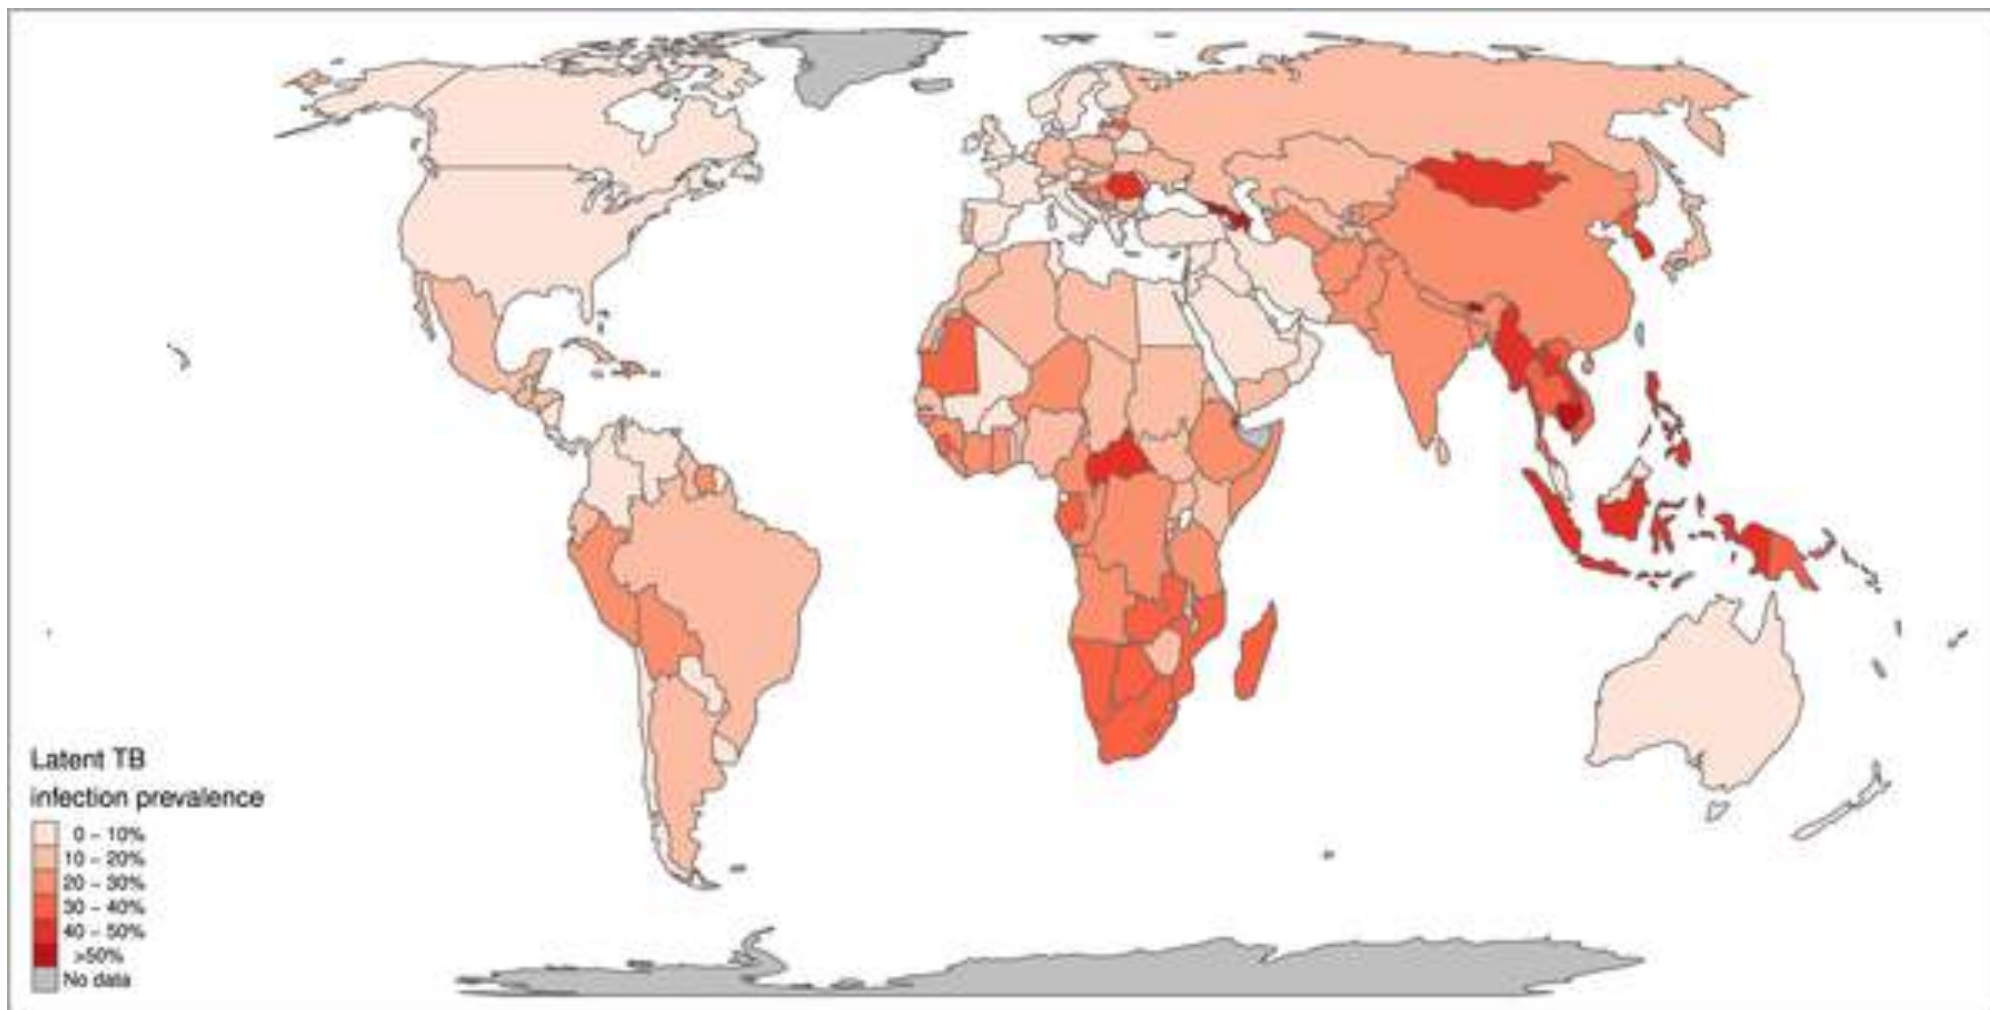 Latent TB
infection prevalence
0 – 10%
10 – 20%
20 – 30%
30 – 40%
40 – 50%
>50%
No data